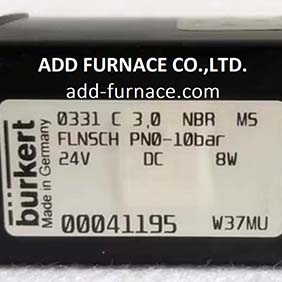 ADD FURNACE CO.,LTD.
add-furnace.com
burkert
Made in Germany
0331 C 3,0 NBR MS
FLNSCH PN0-10bar
24V DC 8W
00041195 W37MU